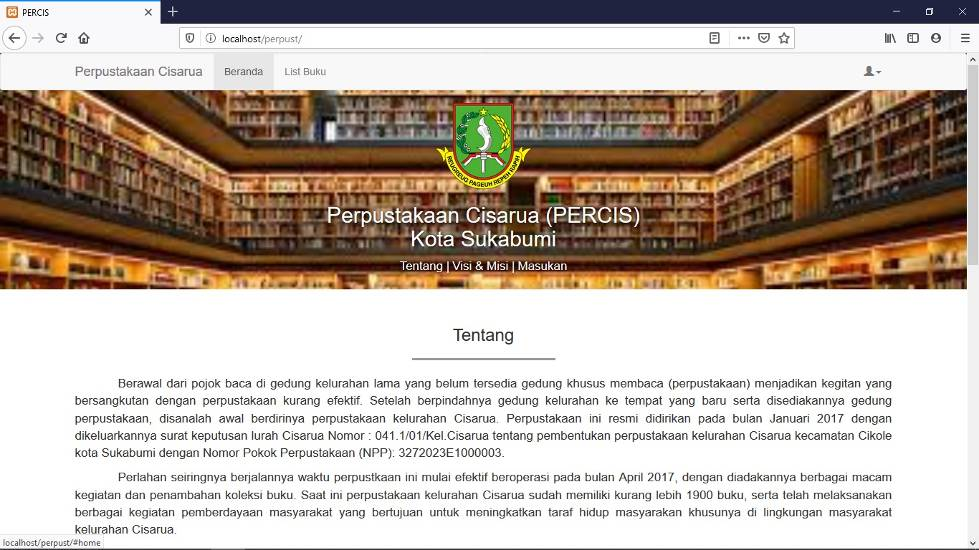 PERCIS
localhost/perpust/
Perpustakaan Cisarua
Beranda
List Buku
REUGREUG PAGEUH REPEH RAPIH
Perpustakaan Cisarua (PERCIS)
Kota Sukabumi
Tentang | Visi & Misi | Masukan
Tentang
Berawal dari pojok baca di gedung kelurahan lama yang belum tersedia gedung khusus membaca (perpustakaan) menjadikan kegitan yang
bersangkutan dengan perpustakaan kurang efektif. Setelah berpindahnya gedung kelurahan ke tempat yang baru serta disediakannya gedung
perpustakaan, disanalah awal berdirinya perpustakaan kelurahan Cisarua. Perpustakaan ini resmi didirikan pada bulan Januari 2017 dengan
dikeluarkannya surat keputusan lurah Cisarua Nomor : 041.1/01/Kel.Cisarua tentang pembentukan perpustakaan kelurahan Cisarua kecamatan Cikole
kota Sukabumi dengan Nomor Pokok Perpustakaan (NPP): 3272023E1000003.
Perlahan seiringnya berjalannya waktu perpustkaan ini mulai efektif beroperasi pada bulan April 2017, dengan diadakannya berbagai macam
kegiatan dan penambahan koleksi buku. Saat ini perpustakaan kelurahan Cisarua sudah memiliki kurang lebih 1900 buku, serta telah melaksanakan
berbagai kegiatan pemberdayaan masyarakat yang bertujuan untuk meningkatkan taraf hidup masyarakan khusunya di lingkungan masyarakat
kelurahan Cisarua.
localhost/perpust/#home